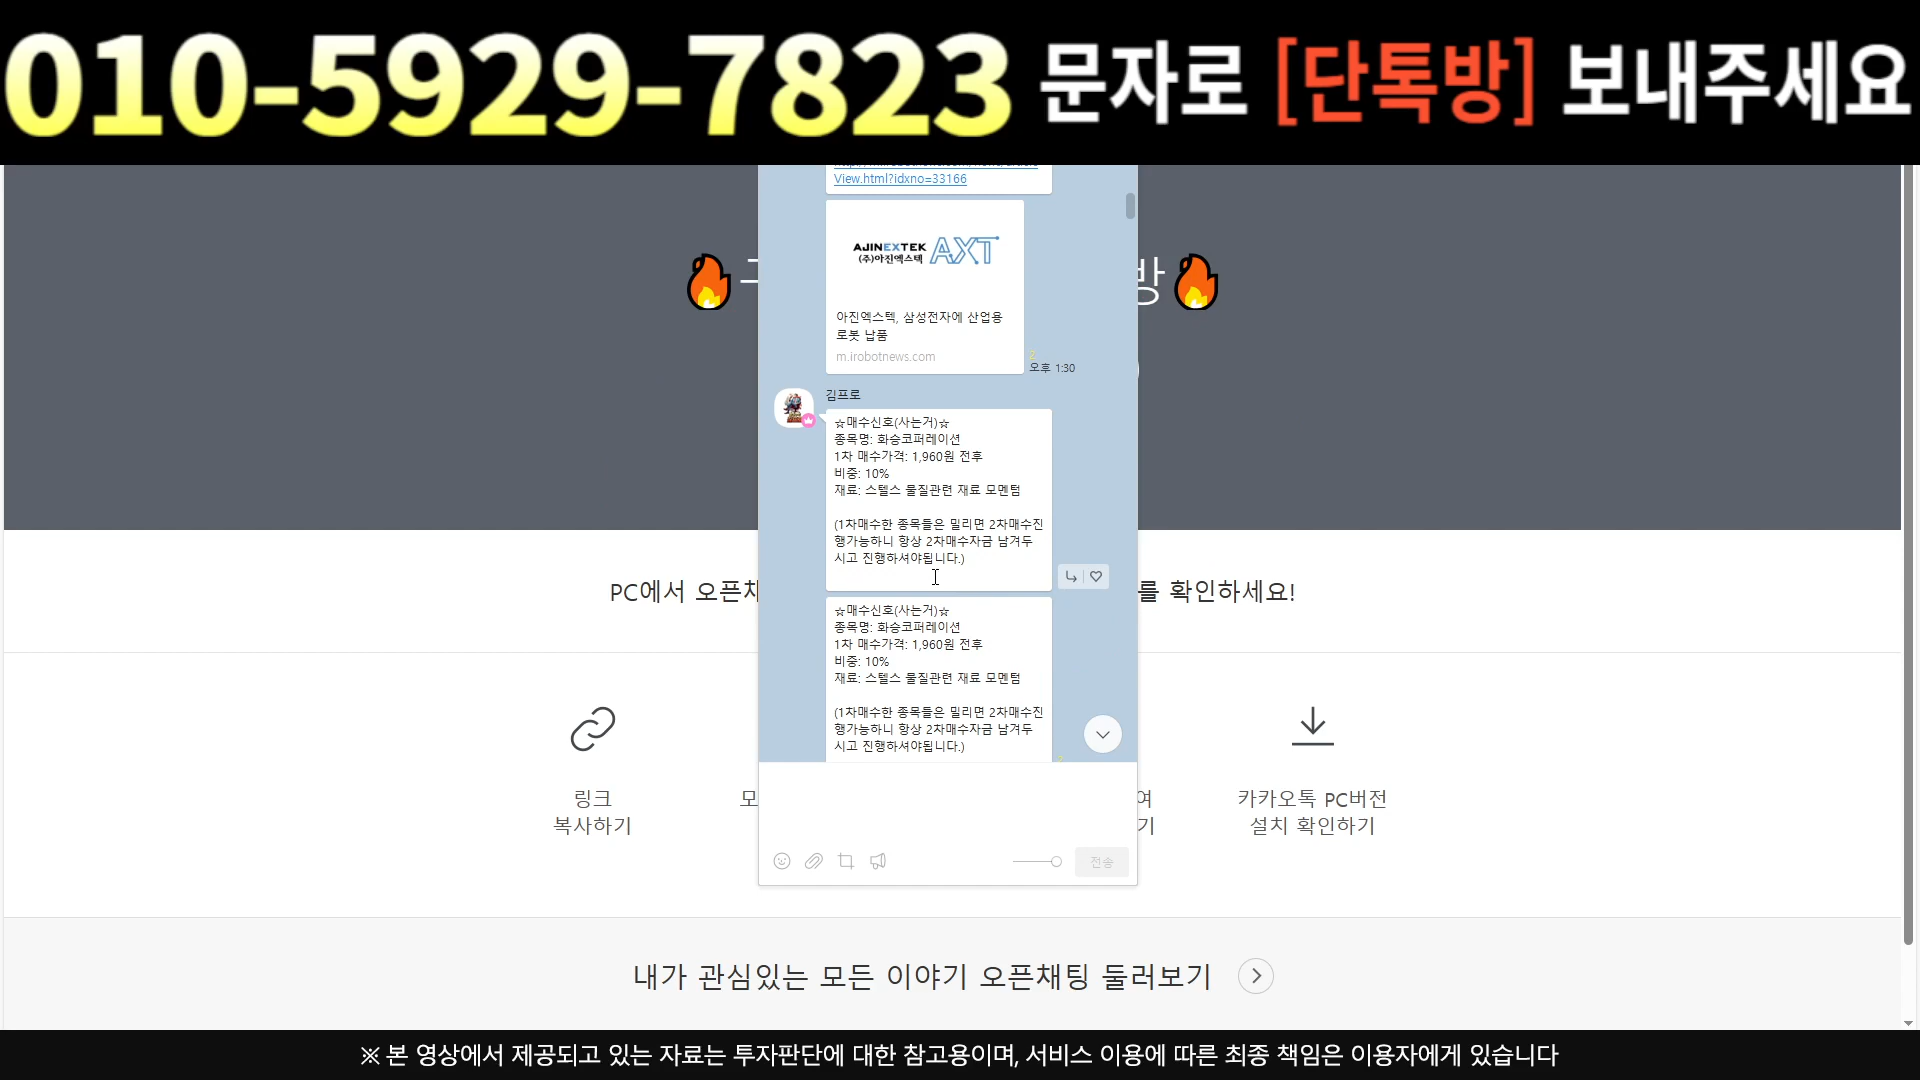 010-5929-7823 문자로 [단톡방] 보내주세요
View.html?idxno=33166
AJINEXTEK AXT
(주)아진엑스텍
방
아진엑스텍, 삼성전자에 산업용
로봇 납품
m.irobotnews.com
오후 1:30
김프로
☆매수신호(사는거)☆
종목명: 화승코퍼레이션
1차 매수가격: 1,960원 전후
비중: 10%
재료: 스텔스 물질관련 재료 모멘텀
(1차매수한 종목들은 밀리면 2차매수진
행가능하니 항상 2차매수자금 남겨두
시고 진행하셔야됩니다.)
PC에서 오픈채 를 확인하세요!
☆매수신호(사는거)☆
종목명: 화승코퍼레이션
1차 매수가격: 1,960원 전후
비중: 10%
재료: 스텔스 물질관련 재료 모멘텀
(1차매수한 종목들은 밀리면 2차매수진
행가능하니 항상 2차매수자금 남겨두
시고 진행하셔야됩니다.)
링크
복사하기
모
여
기
카카오톡 PC버전
설치 확인하기
전송
내가 관심있는 모든 이야기 오픈채팅 둘러보기
※ 본 영상에서 제공되고 있는 자료는 투자판단에 대한 참고용이며, 서비스 이용에 따른 최종 책임은 이용자에게 있습니다